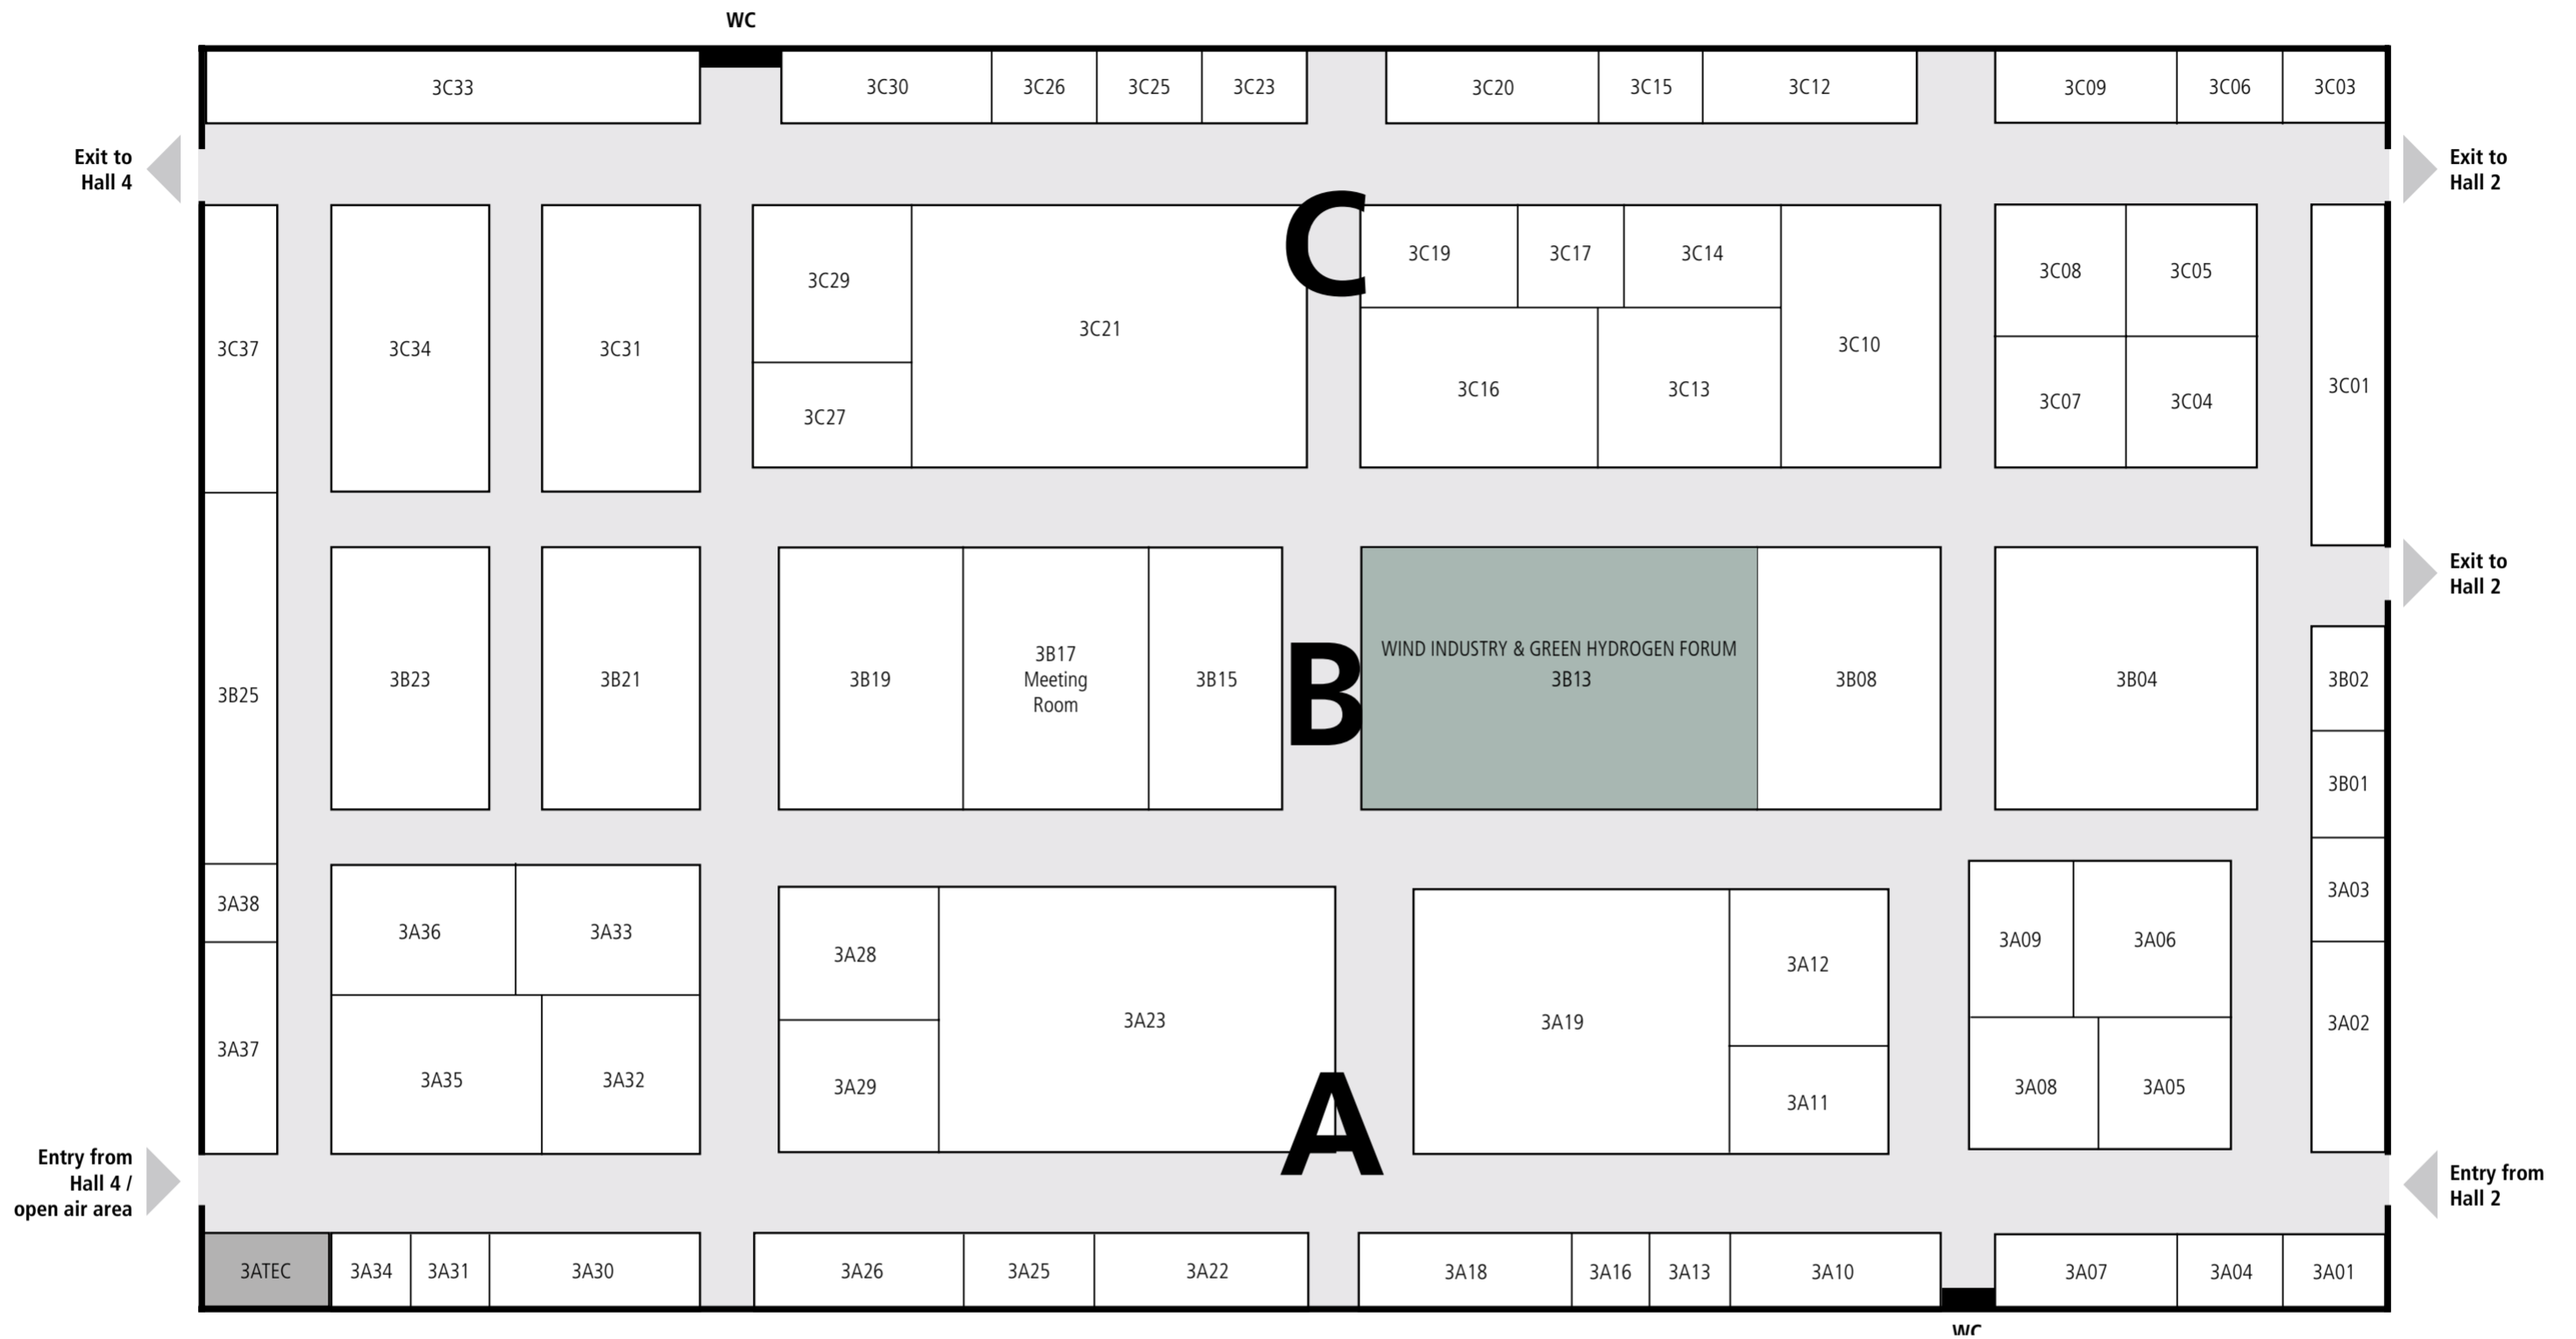 WC
3C33
3C30
3C26
3C25
3C23
3C20
3C15
3C12
3C09
3C06
3C03
Exit to
Hall 4
Exit to
Hall 2
C
3C37
3C34
3C31
3C29
3C27
3C21
3C19
3C17
3C14
3C16
3C13
3C10
3C08
3C05
3C07
3C04
3C01
Exit to
Hall 2
3B25
3B23
3B21
3B19
3B17
Meeting
Room
3B15
B
WIND INDUSTRY & GREEN HYDROGEN FORUM
3B13
3B08
3B04
3B02
3B01
3A38
3A37
3A36
3A33
3A35
3A32
3A28
3A29
3A23
A
3A19
3A12
3A11
3A09
3A06
3A08
3A05
3A03
3A02
Entry from
Hall 4 /
open air area
Entry from
Hall 2
3ATEC
3A34
3A31
3A30
3A26
3A25
3A22
3A18
3A16
3A13
3A10
3A07
3A04
3A01
WC